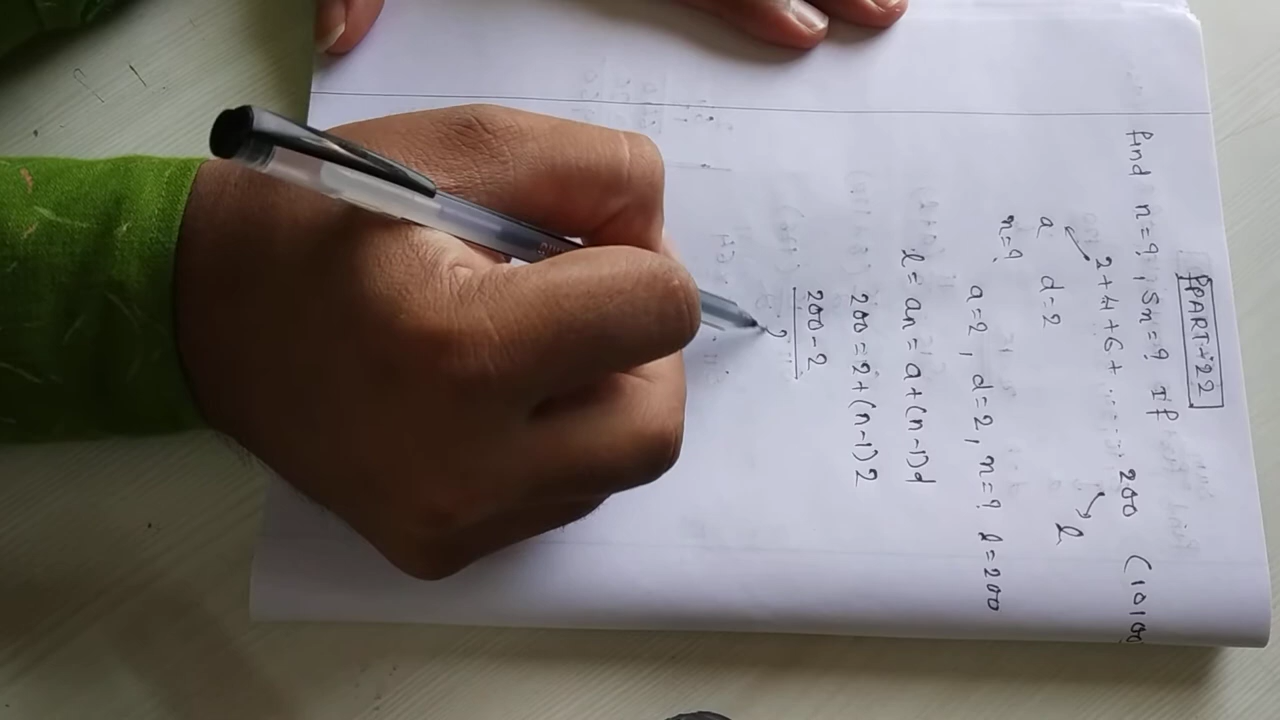 PART-22
find n=?, Sn=? If
2+4+6+......200 (10100
a d=2 l
n=?
a=2, d=2, n=? l=200
l=an=a+(n-1)d
200=2+(n-1)2
200-2
2